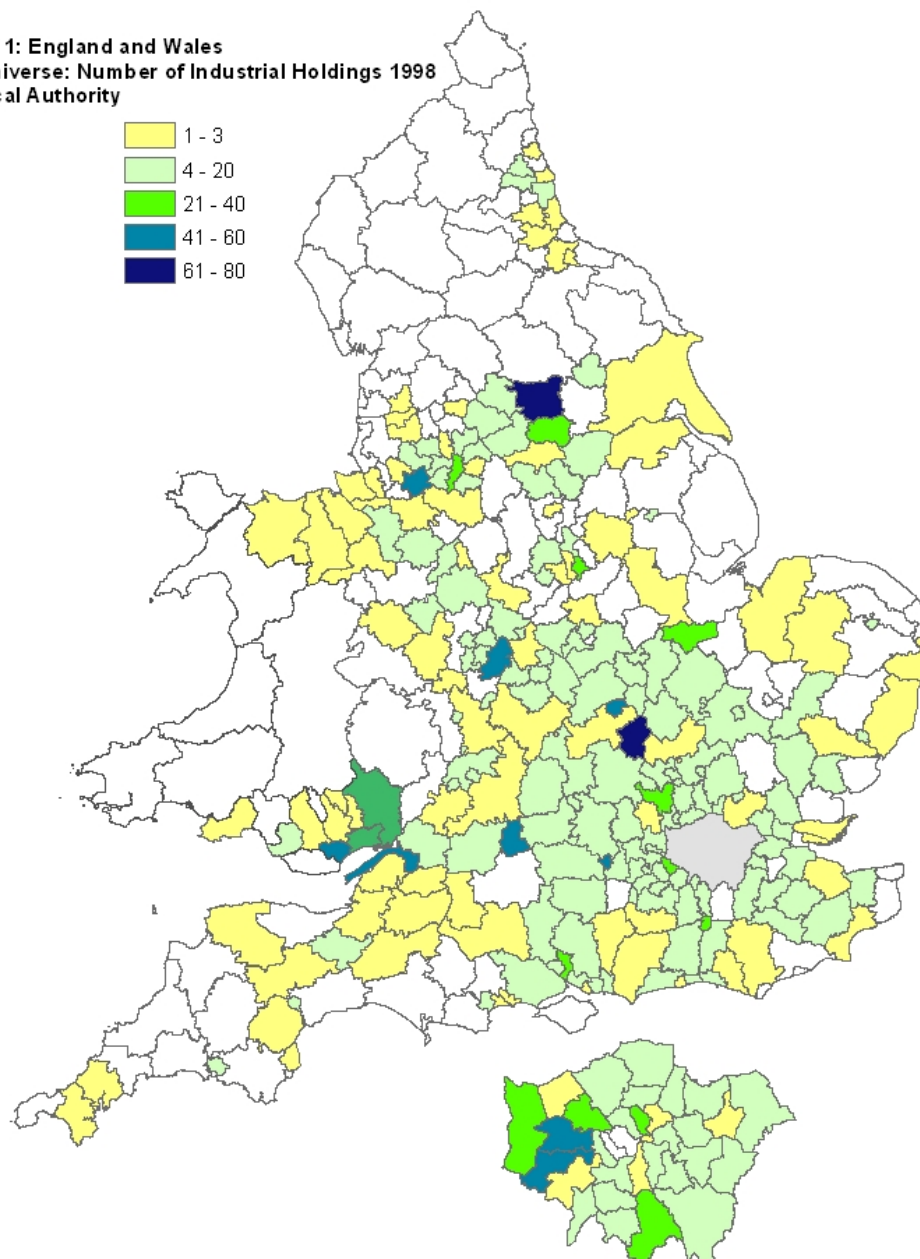 1: England and Wales
iverse: Number of Industrial Holdings 1998
cal Authority
1 - 3
4 - 20
21 - 40
41 - 60
61 - 80